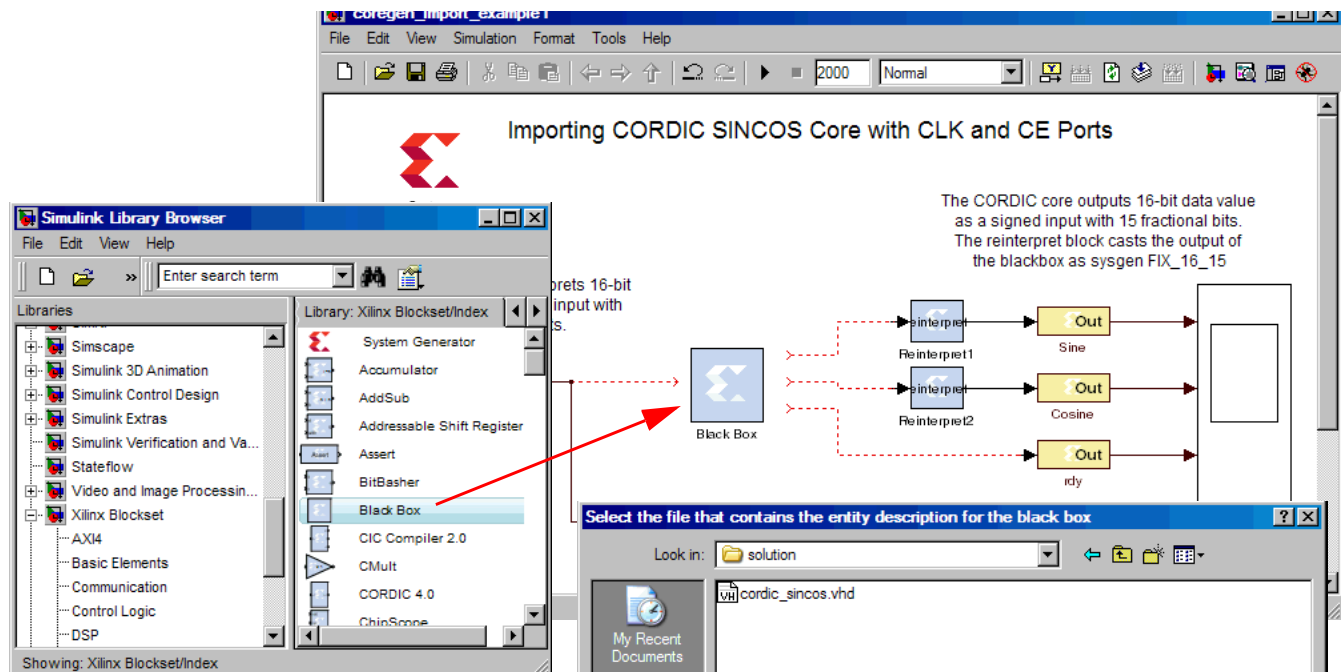 coregen_import_example1
File Edit View Simulation Format Tools Help
2000 Normal
Importing CORDIC SINCOS Core with CLK and CE Ports
The CORDIC core outputs 16-bit data value
as a signed input with 15 fractional bits.
The reinterpret block casts the output of
the blackbox as sysgen FIX_16_15
prets 16-bit
input with
ts.
Black Box
einterpret
Reinterpret1
einterpret
Reinterpret2
Out
Sine
Out
Cosine
Out
rdy
Simulink Library Browser
File Edit View Help
» Enter search term
Libraries
Simscape
Simulink 3D Animation
Simulink Control Design
Simulink Extras
Simulink Verification and Va...
Stateflow
Video and Image Processin...
Xilinx Blockset
AXI4
Basic Elements
Communication
Control Logic
DSP
Library: Xilinx Blockset/Index
System Generator
Accumulator
AddSub
Addressable Shift Register
Assert
Assert
BitBasher
Black Box
CIC Compiler 2.0
CMult
CORDIC 4.0
ChipScope
Showing: Xilinx Blockset/Index
Select the file that contains the entity description for the black box
Look in: solution
cordic_sincos.vhd
My Recent
Documents